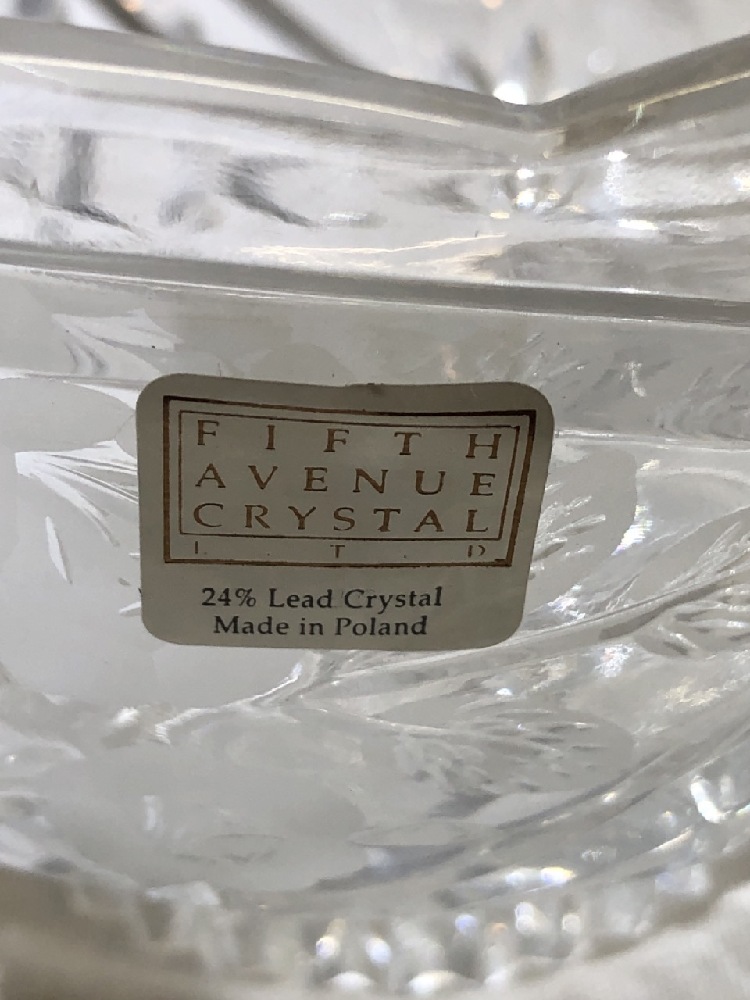 FIFTH
AVENUE
CRYSTAL
LTD
24% Lead Crystal
Made in Poland